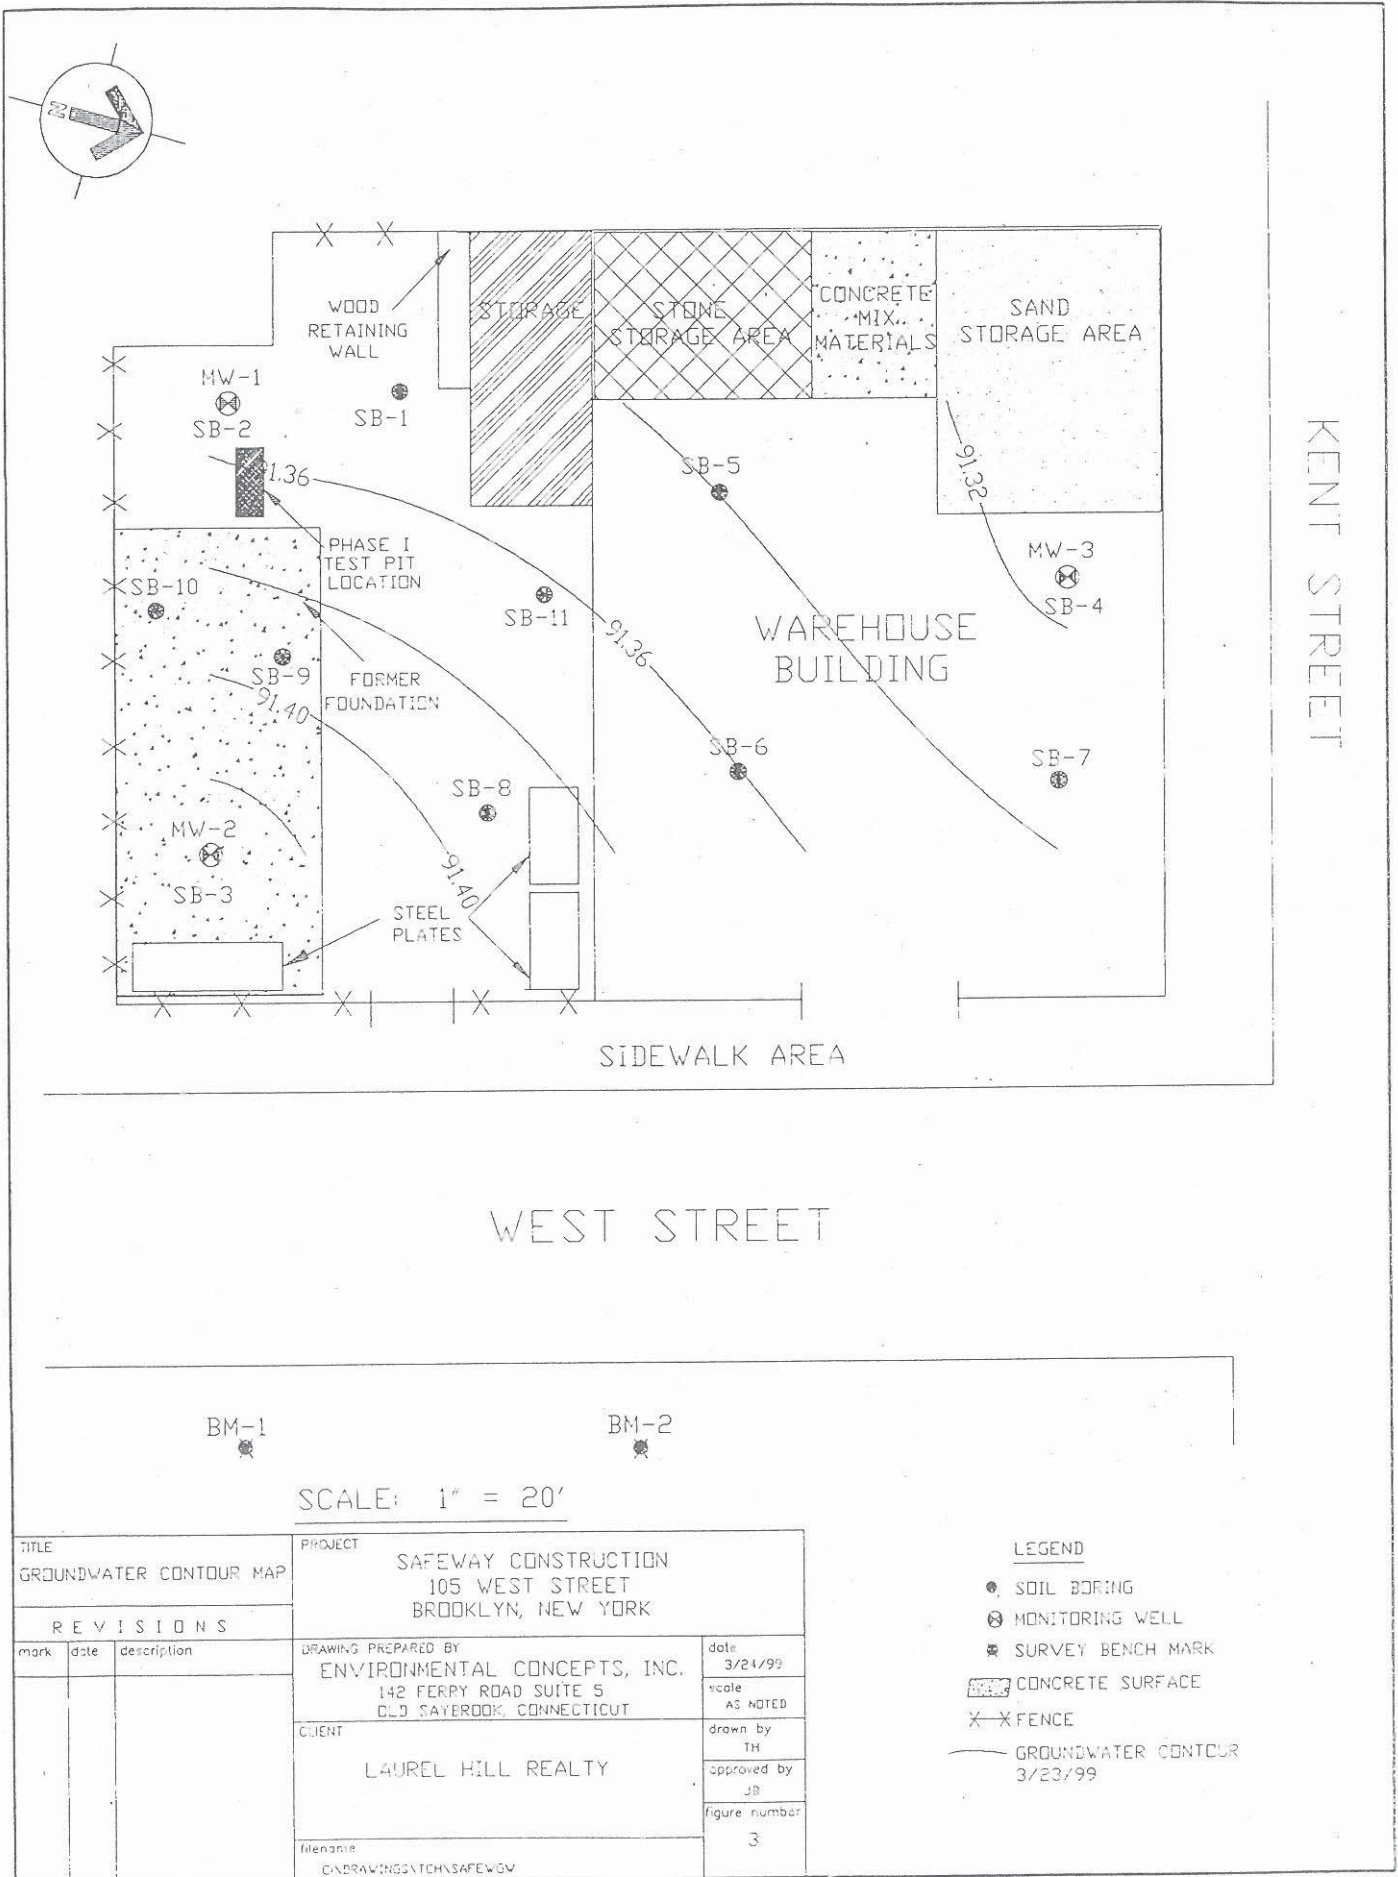 N
WOOD
RETAINING
WALL
STORAGE
STONE
STORAGE AREA
CONCRETE
MIX
MATERIALS
SAND
STORAGE AREA
MW-1
SB-2
SB-1
91.36
SB-5
91.32
KENT STREET
PHASE I
TEST PIT
LOCATION
MW-3
SB-4
SB-10
SB-11
91.36
WAREHOUSE
BUILDING
SB-9
FORMER
FOUNDATION
91.40
SB-6
SB-7
SB-8
MW-2
SB-3
91.40
STEEL
PLATES
SIDEWALK AREA
WEST STREET
BM-1
BM-2
SCALE: 1" = 20'
TITLE
GROUNDWATER CONTOUR MAP
REVISIONS
mark date description
PROJECT
SAFEWAY CONSTRUCTION
105 WEST STREET
BROOKLYN, NEW YORK
DRAWING PREPARED BY
ENVIRONMENTAL CONCEPTS, INC.
142 FERRY ROAD SUITE 5
OLD SAYBROOK, CONNECTICUT
date
3/24/99
scale
AS NOTED
CLIENT
LAUREL HILL REALTY
drawn by
TH
approved by
JB
figure number
3
filename
C:\DRAWINGS\TCH\SAFEWGW
LEGEND
SOIL BORING
MONITORING WELL
SURVEY BENCH MARK
CONCRETE SURFACE
FENCE
GROUNDWATER CONTOUR
3/23/99